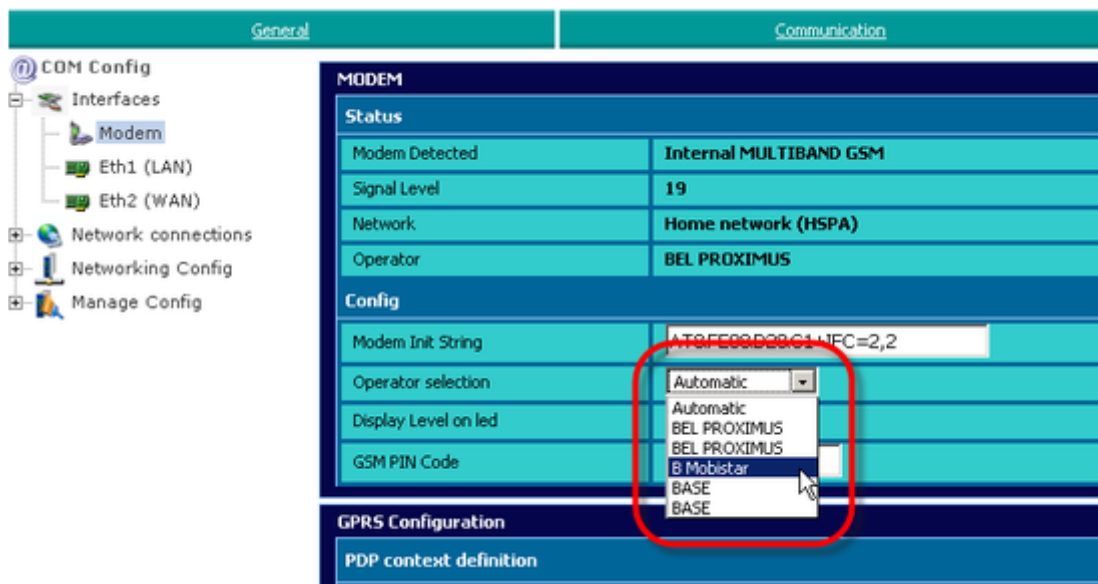 General
Communication
COM Config
Interfaces
Modem
Eth1 (LAN)
Eth2 (WAN)
Network connections
Networking Config
Manage Config
MODEM
Status
Modem Detected Internal MULTIBAND GSM
Signal Level 19
Network Home network (HSPA)
Operator BEL PROXIMUS
Config
Modem Init String =2,2
Operator selection Automatic
Automatic
BEL PROXIMUS
BEL PROXIMUS
B Mobistar
BASE
BASE
Display Level on led
GSM PIN Code
GPRS Configuration
PDP context definition